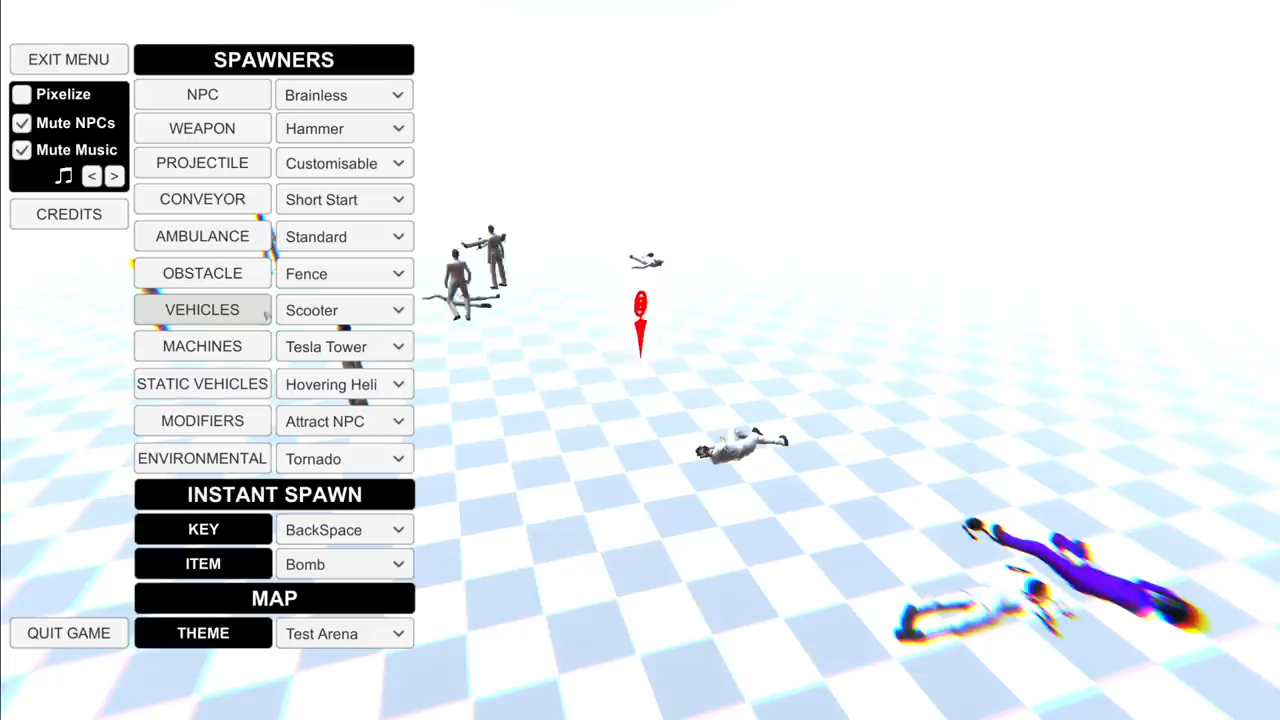 EXIT MENU
SPAWNERS
Pixelize
Mute NPCs
Mute Music
< >
CREDITS
NPC Brainless
WEAPON Hammer
PROJECTILE Customisable
CONVEYOR Short Start
AMBULANCE Standard
OBSTACLE Fence
VEHICLES Scooter
MACHINES Tesla Tower
STATIC VEHICLES Hovering Heli
MODIFIERS Attract NPC
ENVIRONMENTAL Tornado
INSTANT SPAWN
KEY BackSpace
ITEM Bomb
MAP
QUIT GAME
THEME Test Arena